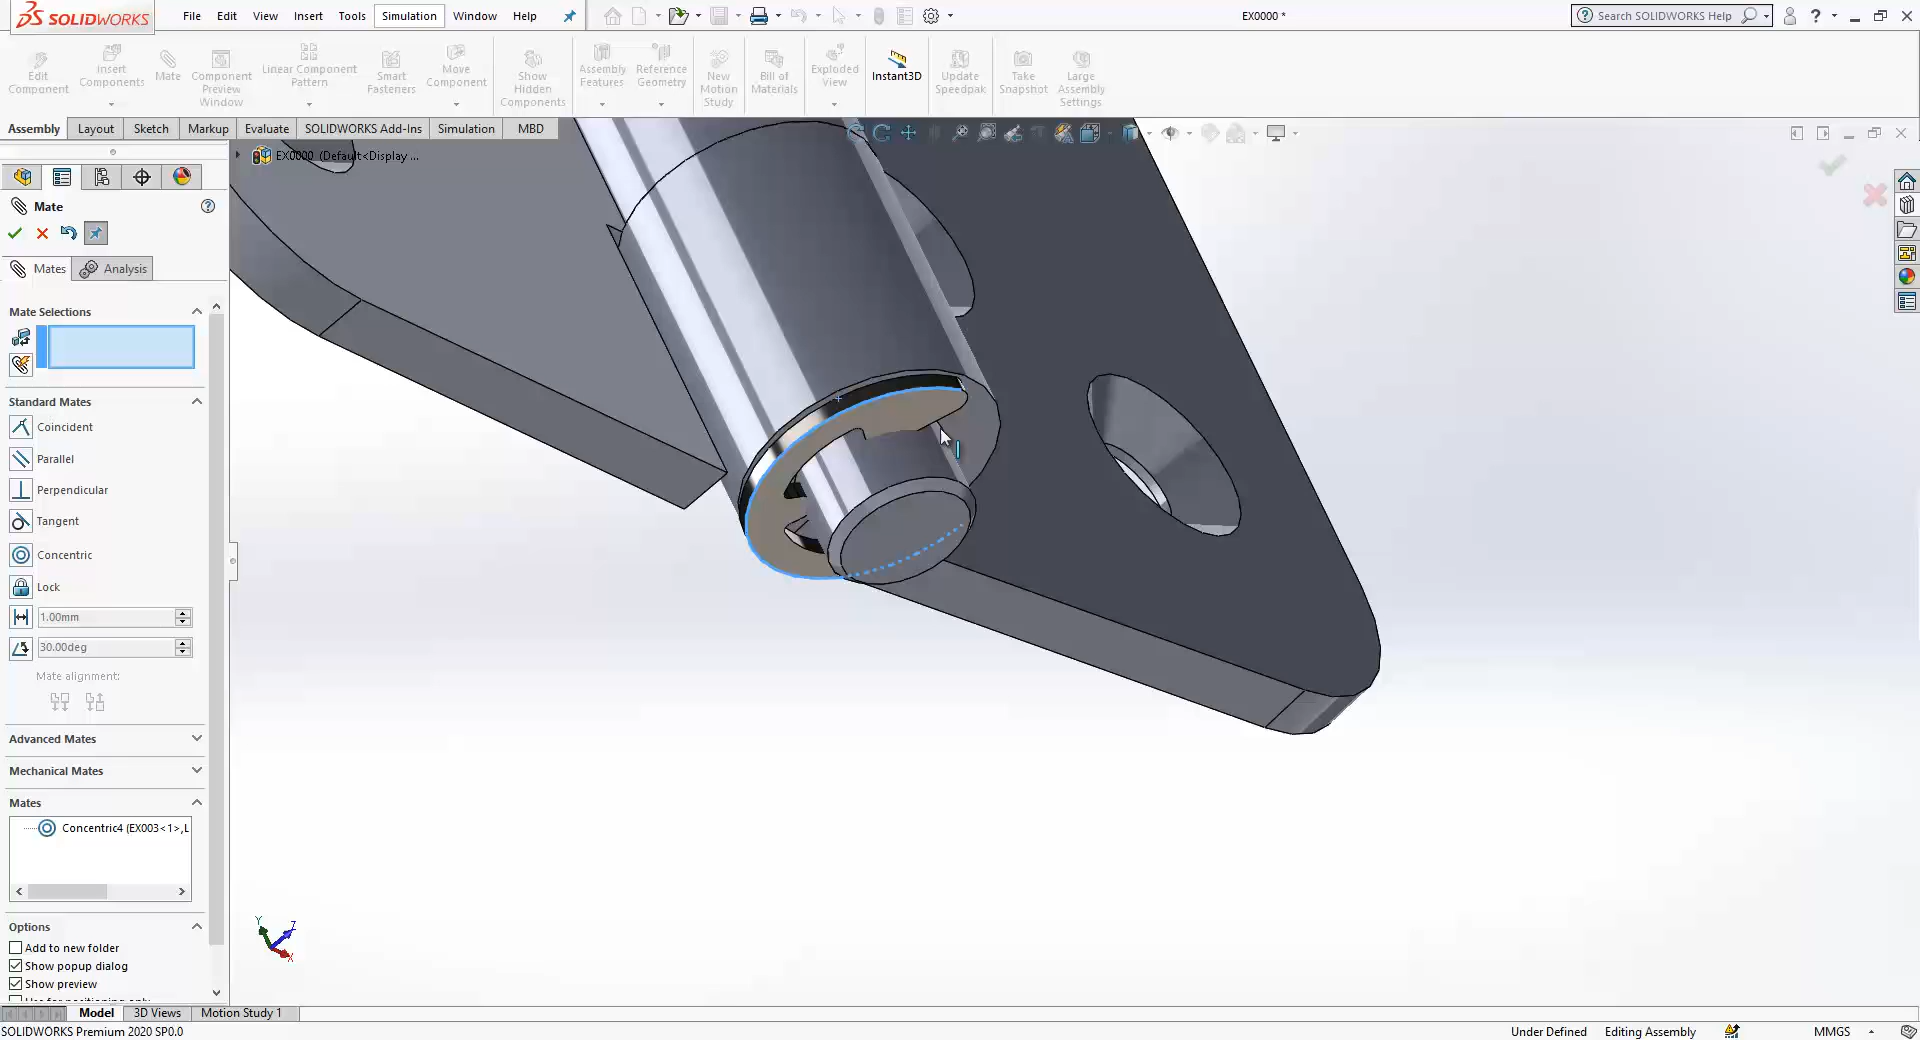 SOLIDWORKS
File Edit View Insert Tools Simulation Window Help
EX0000 *
Search SOLIDWORKS Help
Edit Component
Insert Components
Mate
Component Preview Window
Linear Component Pattern
Smart Fasteners
Move Component
Show Hidden Components
Assembly Features
Reference Geometry
New Motion Study
Bill of Materials
Exploded View
Instant3D
Update Speedpak
Take Snapshot
Large Assembly Settings
Assembly Layout Sketch Markup Evaluate SOLIDWORKS Add-Ins Simulation MBD
EX0000 (Default<Display ...
Mate
Mates Analysis
Mate Selections
Standard Mates
Coincident
Parallel
Perpendicular
Tangent
Concentric
Lock
1.00mm
30.00deg
Mate alignment:
Advanced Mates
Mechanical Mates
Mates
Concentric4 (EX003<1>,L
Options
Add to new folder
Show popup dialog
Show preview
Y
Z
X
Model 3D Views Motion Study 1
SOLIDWORKS Premium 2020 SP0.0
Under Defined Editing Assembly MMGS